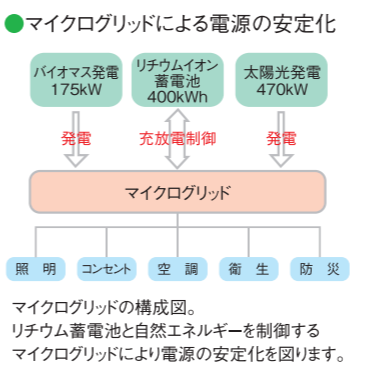 ●マイクログリッドによる電源の安定化
バイオマス発電
175kW
リチウムイオン
蓄電池
400kWh
太陽光発電
470kW
発電
充放電制御
発電
マイクログリッド
照 明
コンセント
空 調
衛 生
防 災
マイクログリッドの構成図。
リチウム蓄電池と自然エネルギーを制御する
マイクログリッドにより電源の安定化を図ります。